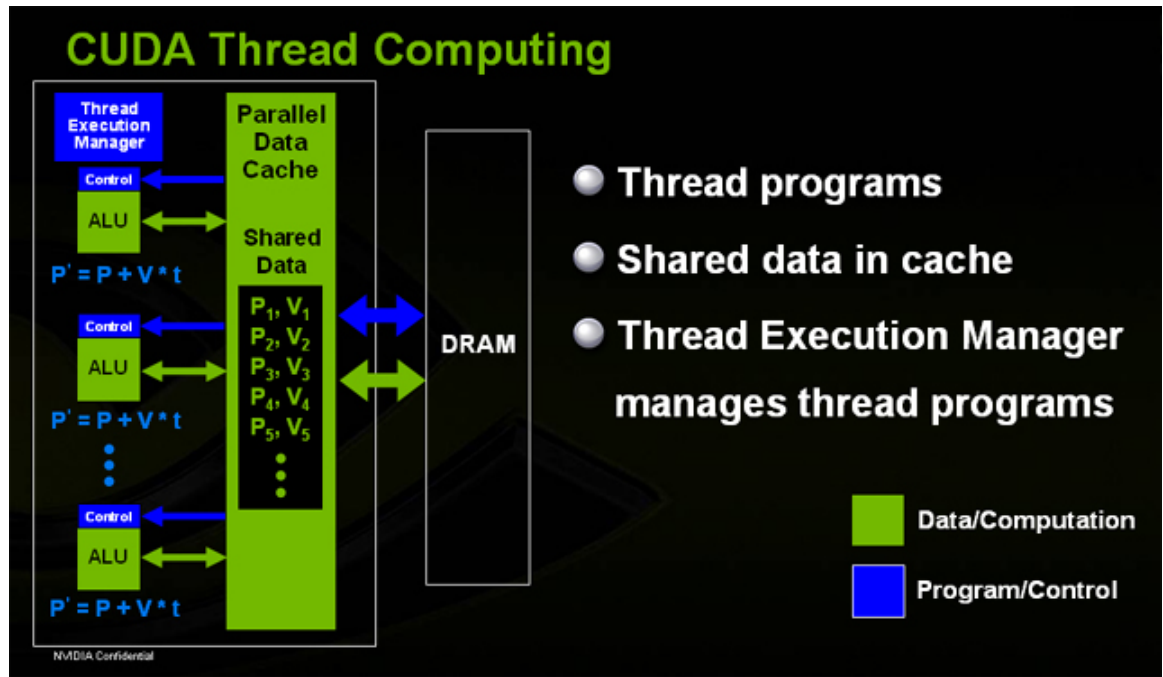 CUDA Thread Computing
Thread
Execution
Manager
Control
ALU
P' = P + V * t
Control
ALU
P' = P + V * t
Control
ALU
P' = P + V * t
Parallel
Data
Cache
Shared
Data
P₁, V₁
P₂, V₂
P₃, V₃
P₄, V₄
P₅, V₅
DRAM
Thread programs
Shared data in cache
Thread Execution Manager
manages thread programs
Data/Computation
Program/Control
NVIDIA Confidential